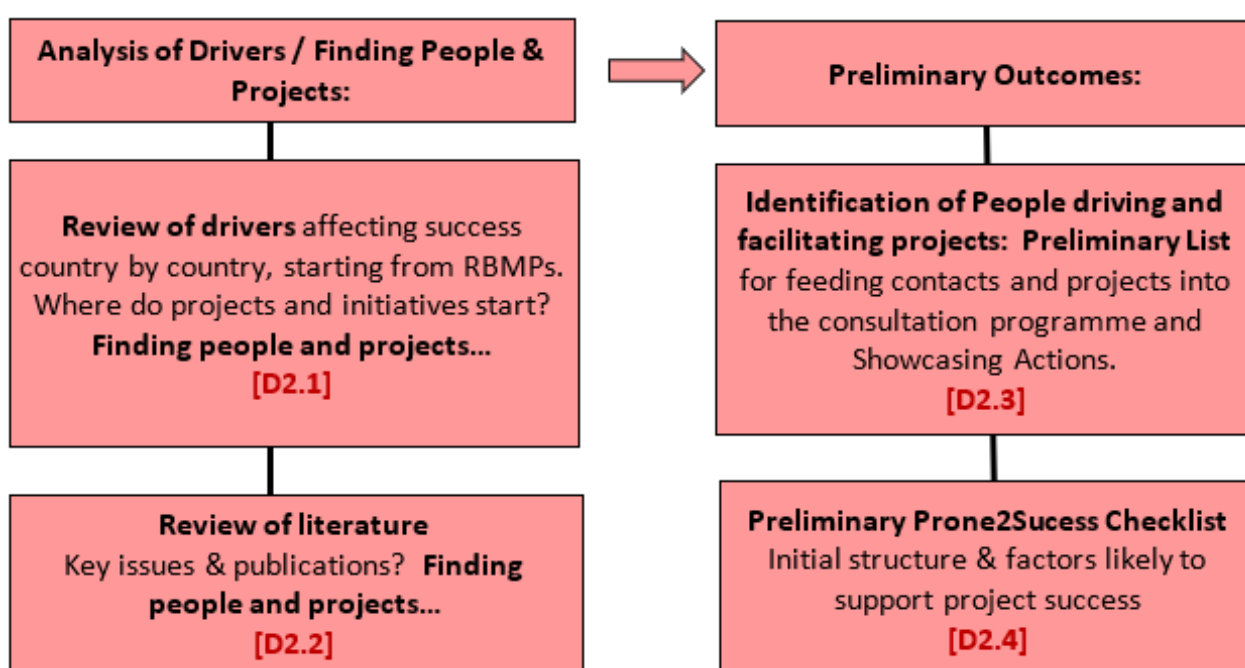 Analysis of Drivers / Finding People &
Projects:
Review of drivers affecting success
country by country, starting from RBMPs.
Where do projects and initiatives start?
Finding people and projects...
[D2.1]
Review of literature
Key issues & publications? Finding
people and projects...
[D2.2]
Preliminary Outcomes:
Identification of People driving and
facilitating projects: Preliminary List
for feeding contacts and projects into
the consultation programme and
Showcasing Actions.
[D2.3]
Preliminary Prone2Sucess Checklist
Initial structure & factors likely to
support project success
[D2.4]